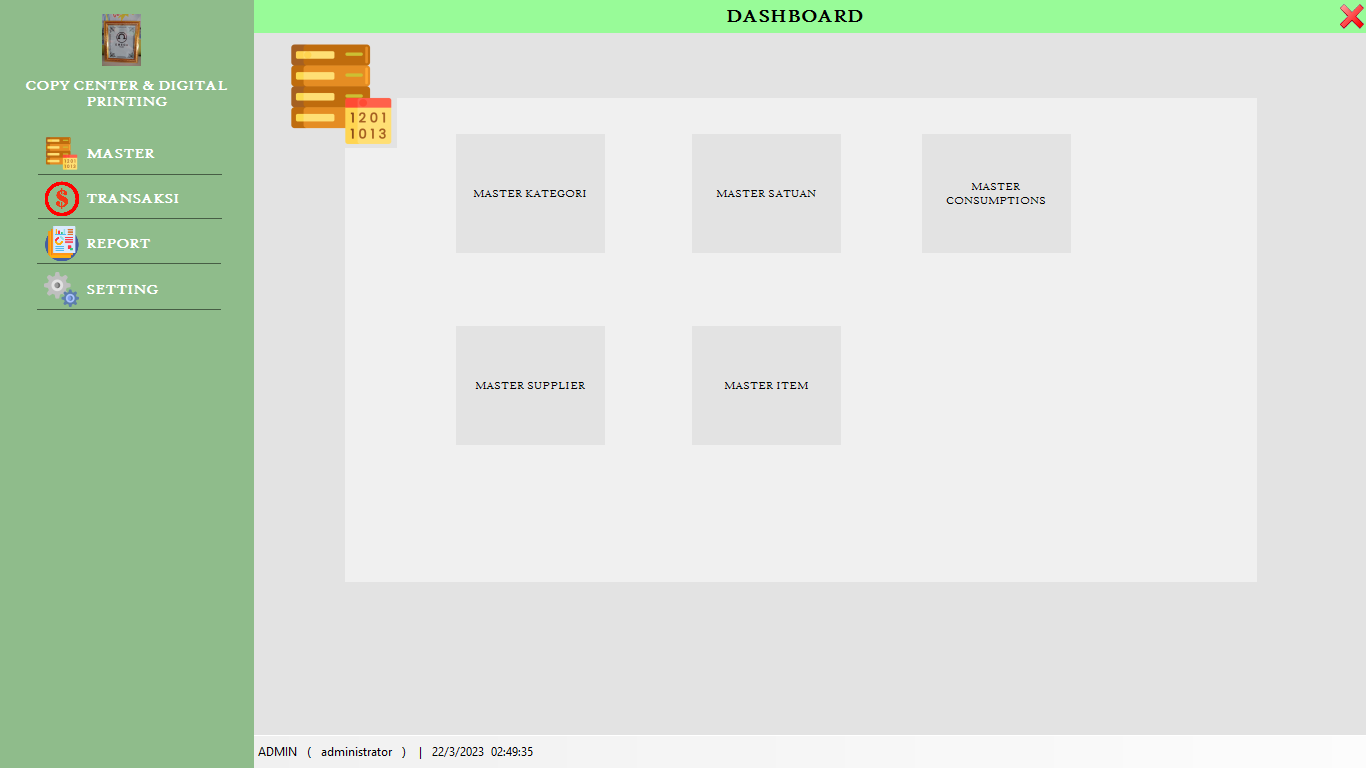 DASHBOARD
COPY CENTER & DIGITAL
PRINTING
MASTER
TRANSAKSI
REPORT
SETTING
1201
1013
MASTER KATEGORI
MASTER SATUAN
MASTER
CONSUMPTIONS
MASTER SUPPLIER
MASTER ITEM
ADMIN ( administrator ) | 22/3/2023 02:49:35